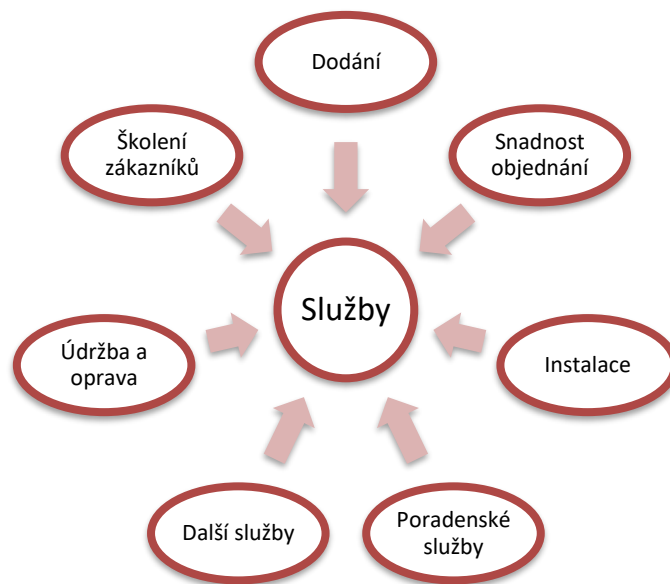 Dodání
Školení
zákazníků
Snadnost
objednání
Služby
Údržba a
oprava
Instalace
Další služby
Poradenské
služby